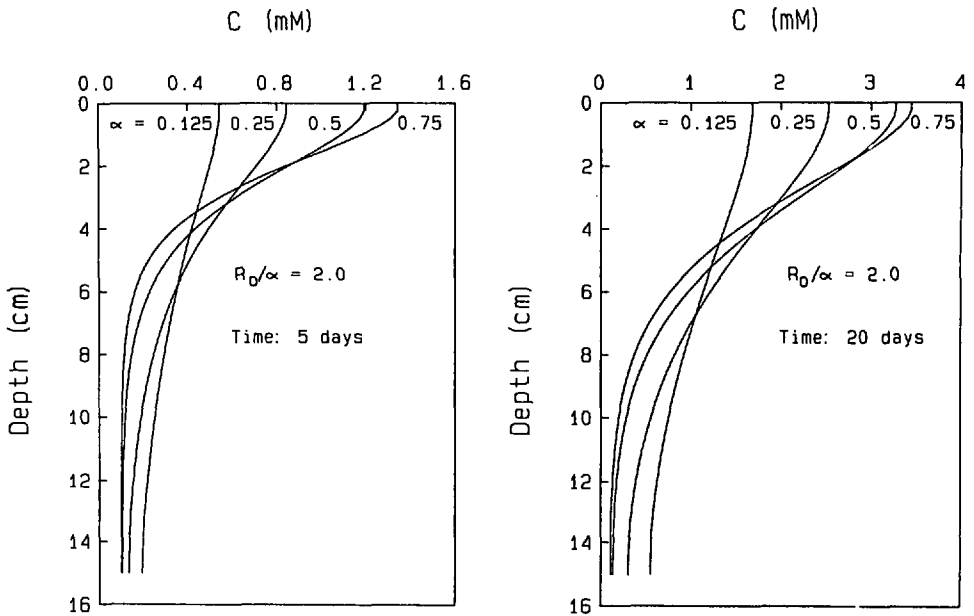 C (mM)
0.0 0.4 0.8 1.2 1.6
0
2
4
6
8
10
12
14
16
Depth (cm)
α = 0.125 0.25 0.5 0.75
R_D/α = 2.0
Time: 5 days
C (mM)
0 1 2 3 4
0
2
4
6
8
10
12
14
16
Depth (cm)
α = 0.125 0.25 0.5 0.75
R_D/α = 2.0
Time: 20 days